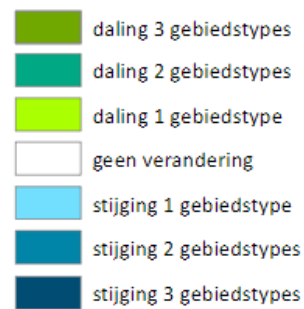 daling 3 gebiedstypes
daling 2 gebiedstypes
daling 1 gebiedstype
geen verandering
stijging 1 gebiedstype
stijging 2 gebiedstypes
stijging 3 gebiedstypes